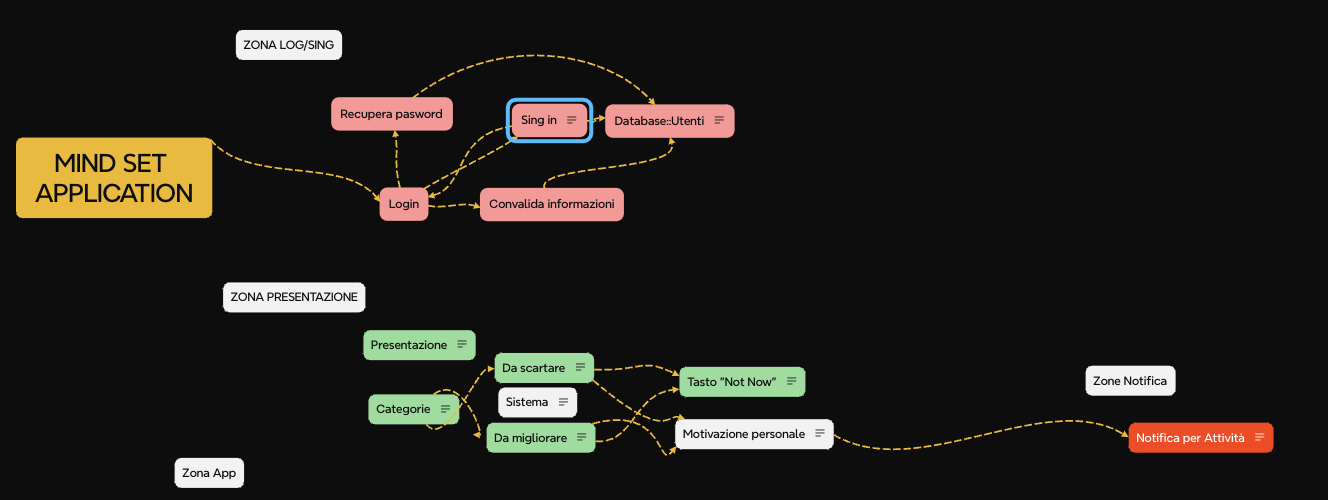 ZONA LOG/SING
Recupera pasword
Sing in
Database::Utenti
MIND SET
APPLICATION
Login
Convalida informazioni
ZONA PRESENTAZIONE
Presentazione
Da scartare
Tasto "Not Now"
Zone Notifica
Categorie
Sistema
Da migliorare
Motivazione personale
Notifica per Attività
Zona App